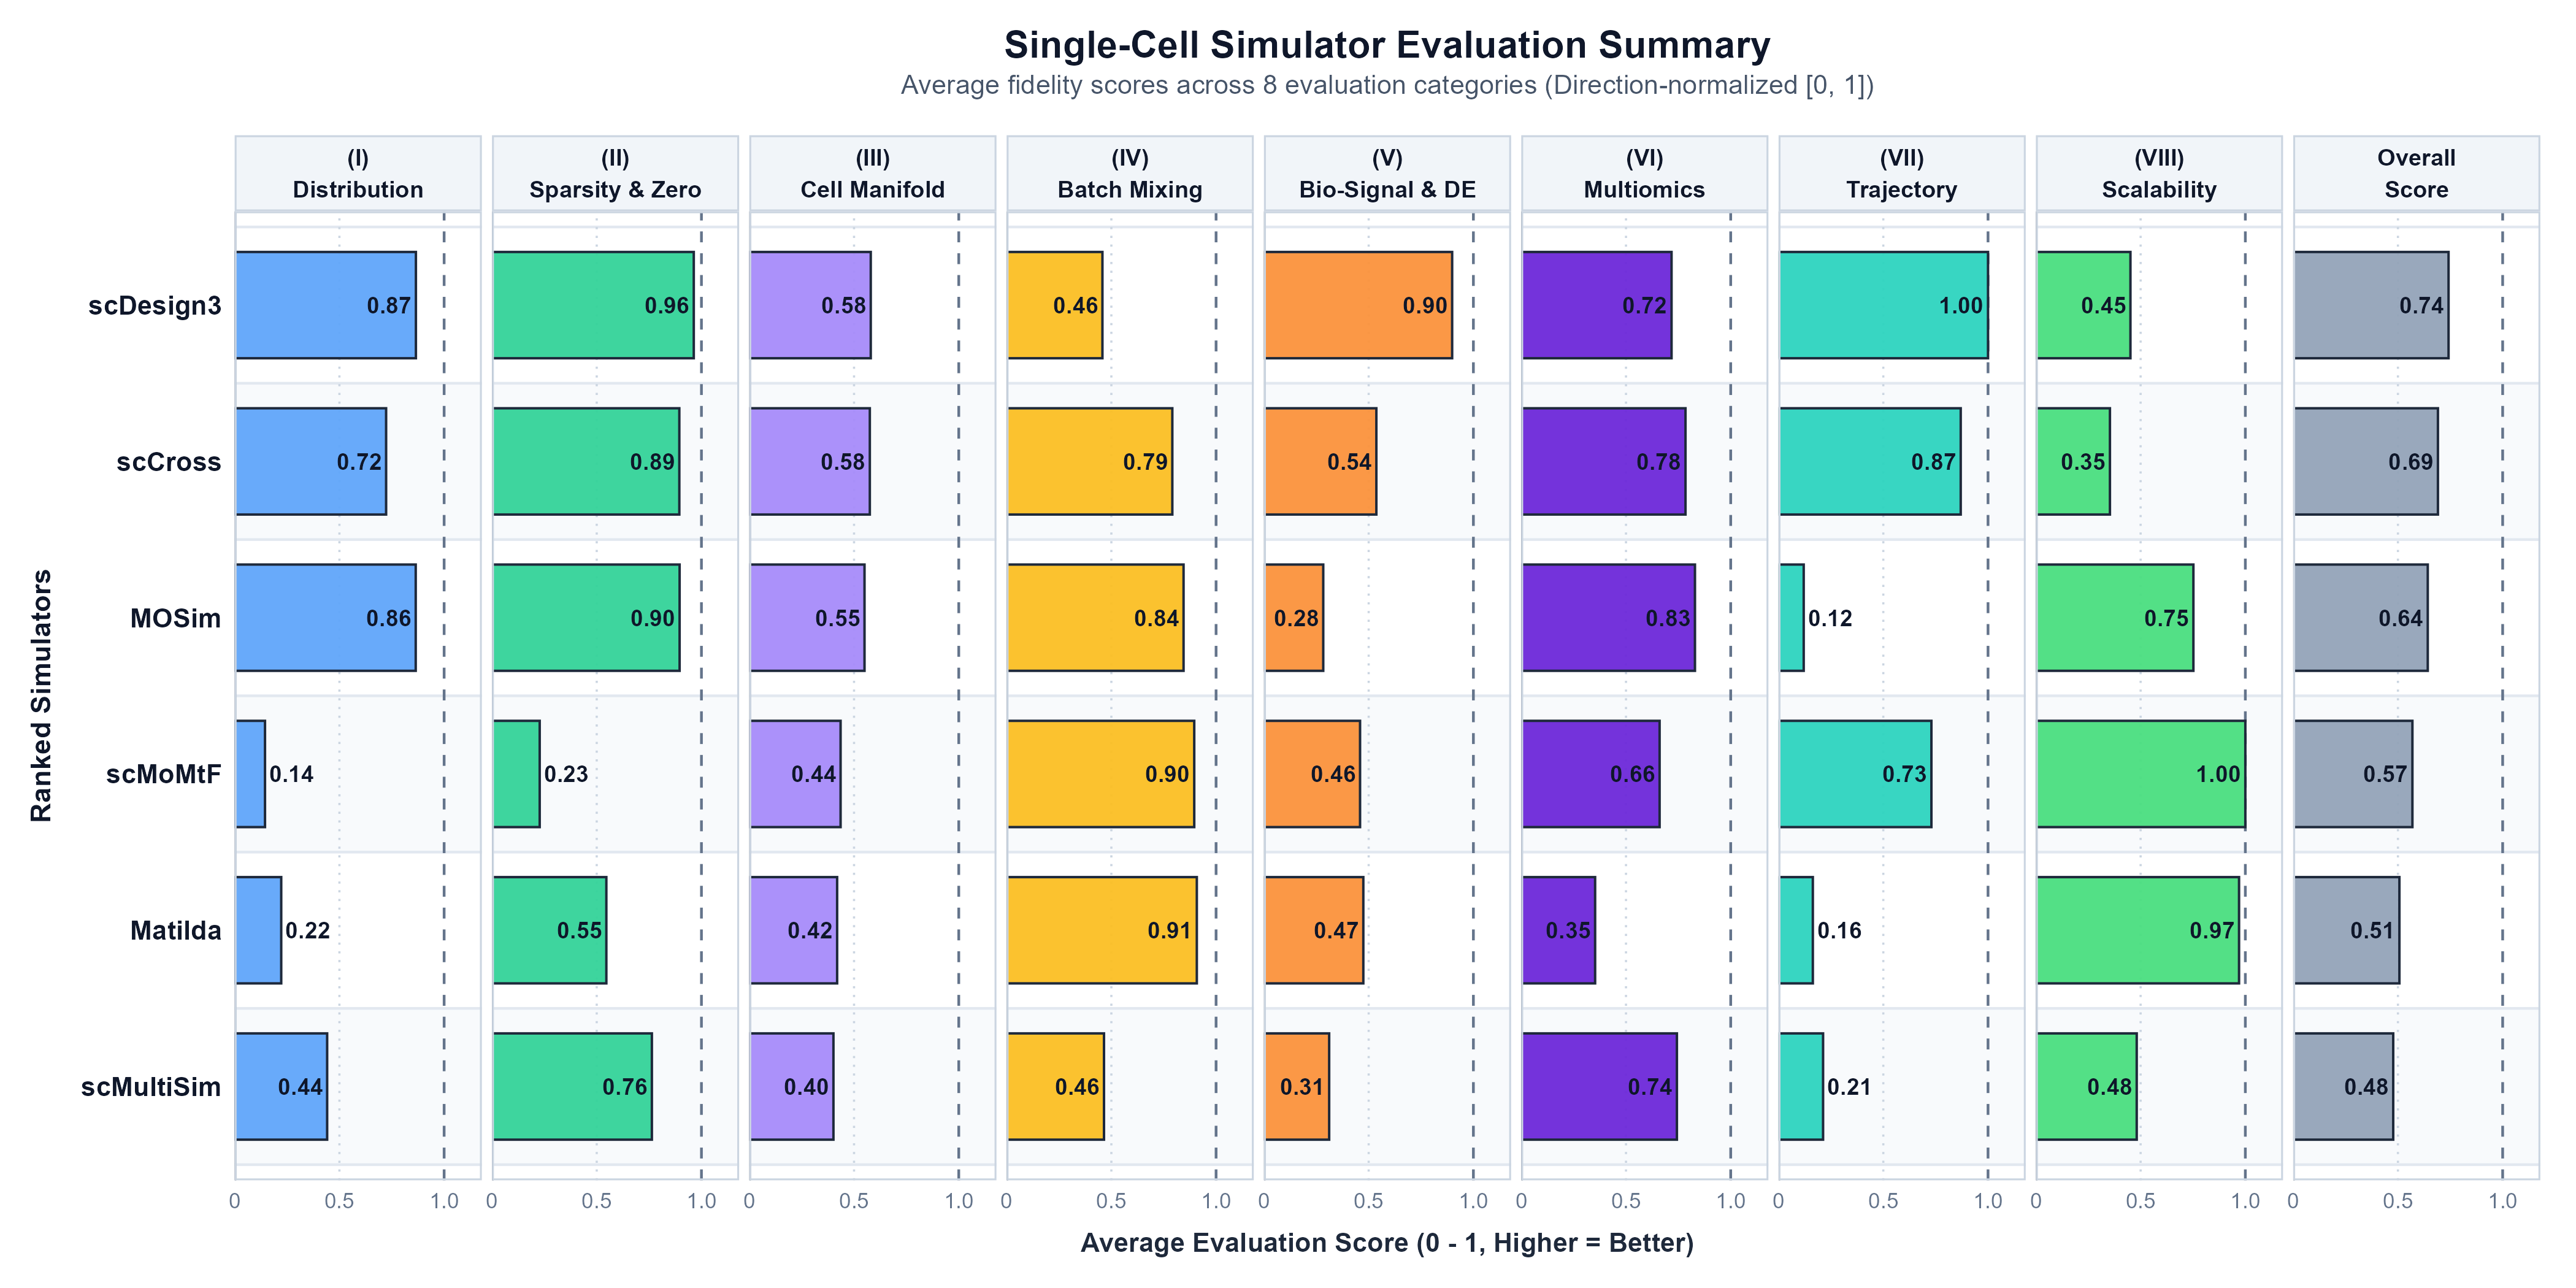 Single-Cell Simulator Evaluation Summary
Average fidelity scores across 8 evaluation categories (Direction-normalized [0, 1])
(I)
Distribution
(II)
Sparsity & Zero
(III)
Cell Manifold
(IV)
Batch Mixing
(V)
Bio-Signal & DE
(VI)
Multiomics
(VII)
Trajectory
(VIII)
Scalability
Overall
Score
Ranked Simulators
scDesign3 0.87 0.96 0.58 0.46 0.90 0.72 1.00 0.45 0.74
scCross 0.72 0.89 0.58 0.79 0.54 0.78 0.87 0.35 0.69
MOSim 0.86 0.90 0.55 0.84 0.28 0.83 0.12 0.75 0.64
scMoMtF 0.14 0.23 0.44 0.90 0.46 0.66 0.73 1.00 0.57
Matilda 0.22 0.55 0.42 0.91 0.47 0.35 0.16 0.97 0.51
scMultiSim 0.44 0.76 0.40 0.46 0.31 0.74 0.21 0.48 0.48
0 0.5 1.0 0 0.5 1.0 0 0.5 1.0 0 0.5 1.0 0 0.5 1.0 0 0.5 1.0 0 0.5 1.0 0 0.5 1.0 0 0.5 1.0
Average Evaluation Score (0 - 1, Higher = Better)